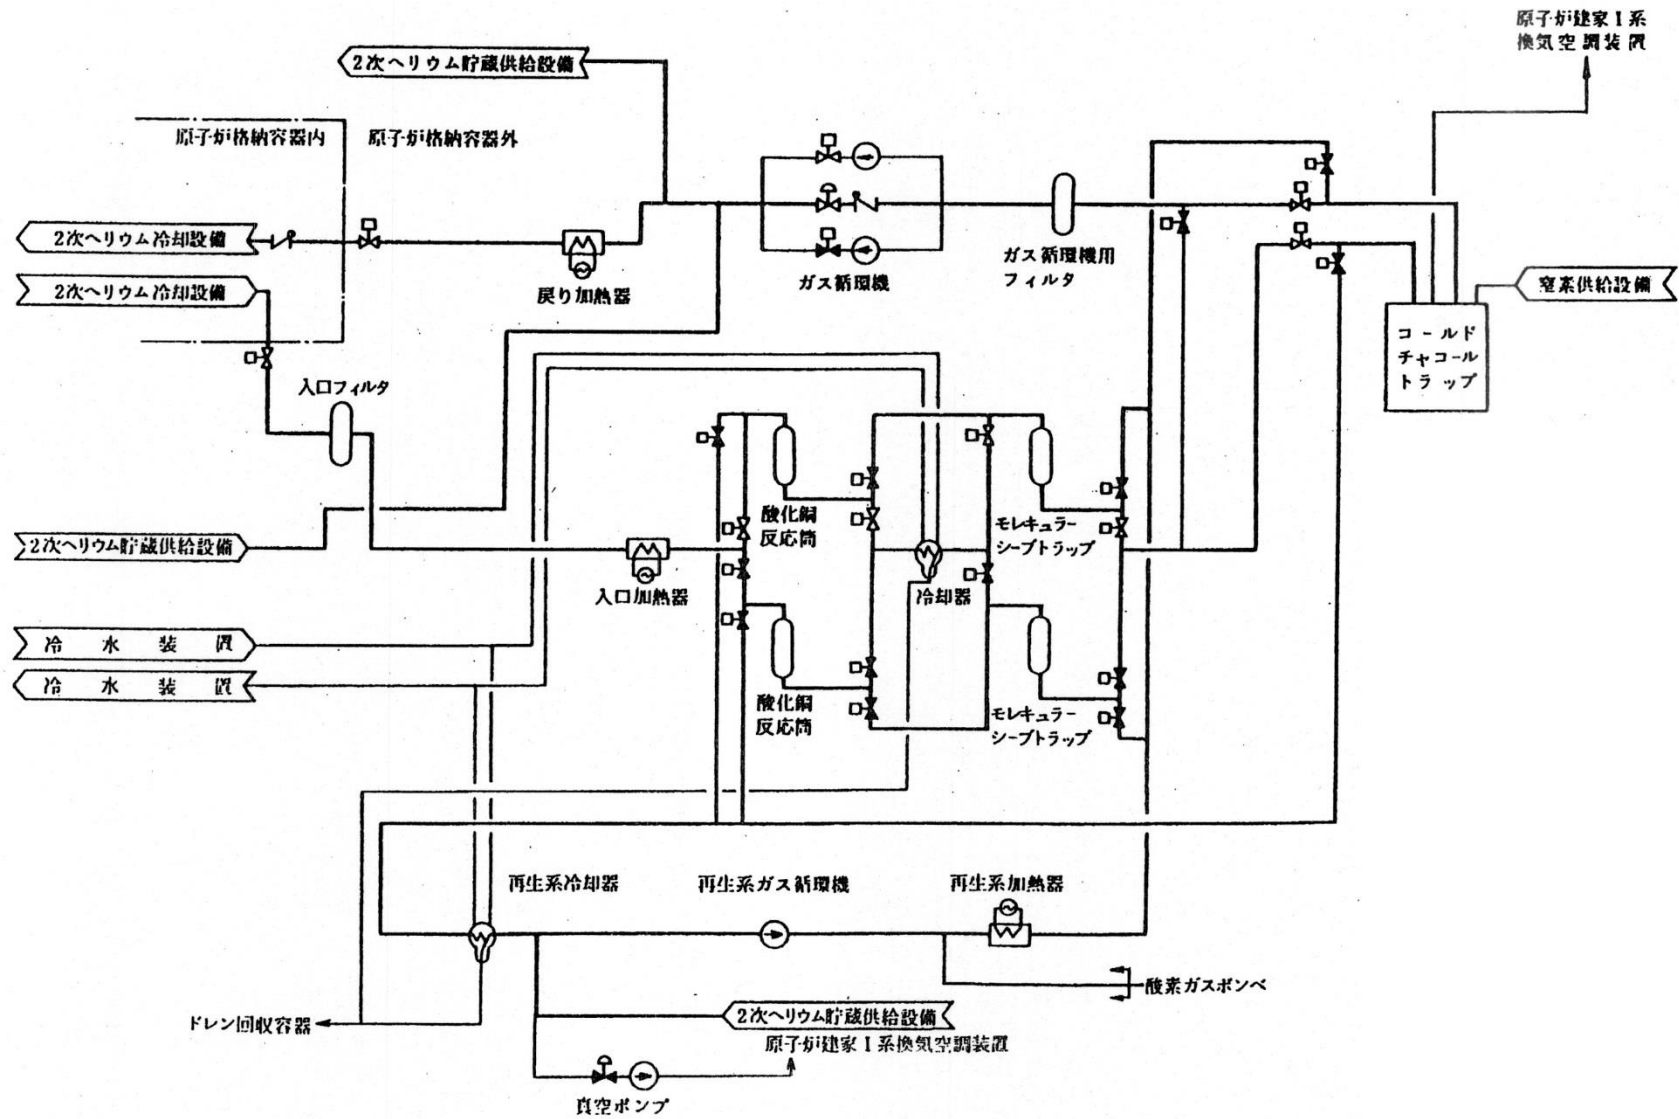 原子炉建家Ⅰ系
換気空調装置
2次ヘリウム貯蔵供給設備
原子炉格納容器内
原子炉格納容器外
2次ヘリウム冷却設備
戻り加熱器
ガス循環機
ガス循環機用
フィルタ
2次ヘリウム冷却設備
窒素供給設備
コールド
チャコール
トラップ
入口フィルタ
酸化銅
反応筒
モレキュラー
シーブトラップ
2次ヘリウム貯蔵供給設備
入口加熱器
冷却器
冷水装置
冷水装置
酸化銅
反応筒
モレキュラー
シーブトラップ
再生系冷却器
再生系ガス循環機
再生系加熱器
酸素ガスボンベ
ドレン回収容器
2次ヘリウム貯蔵供給設備
原子炉建家Ⅰ系換気空調装置
真空ポンプ